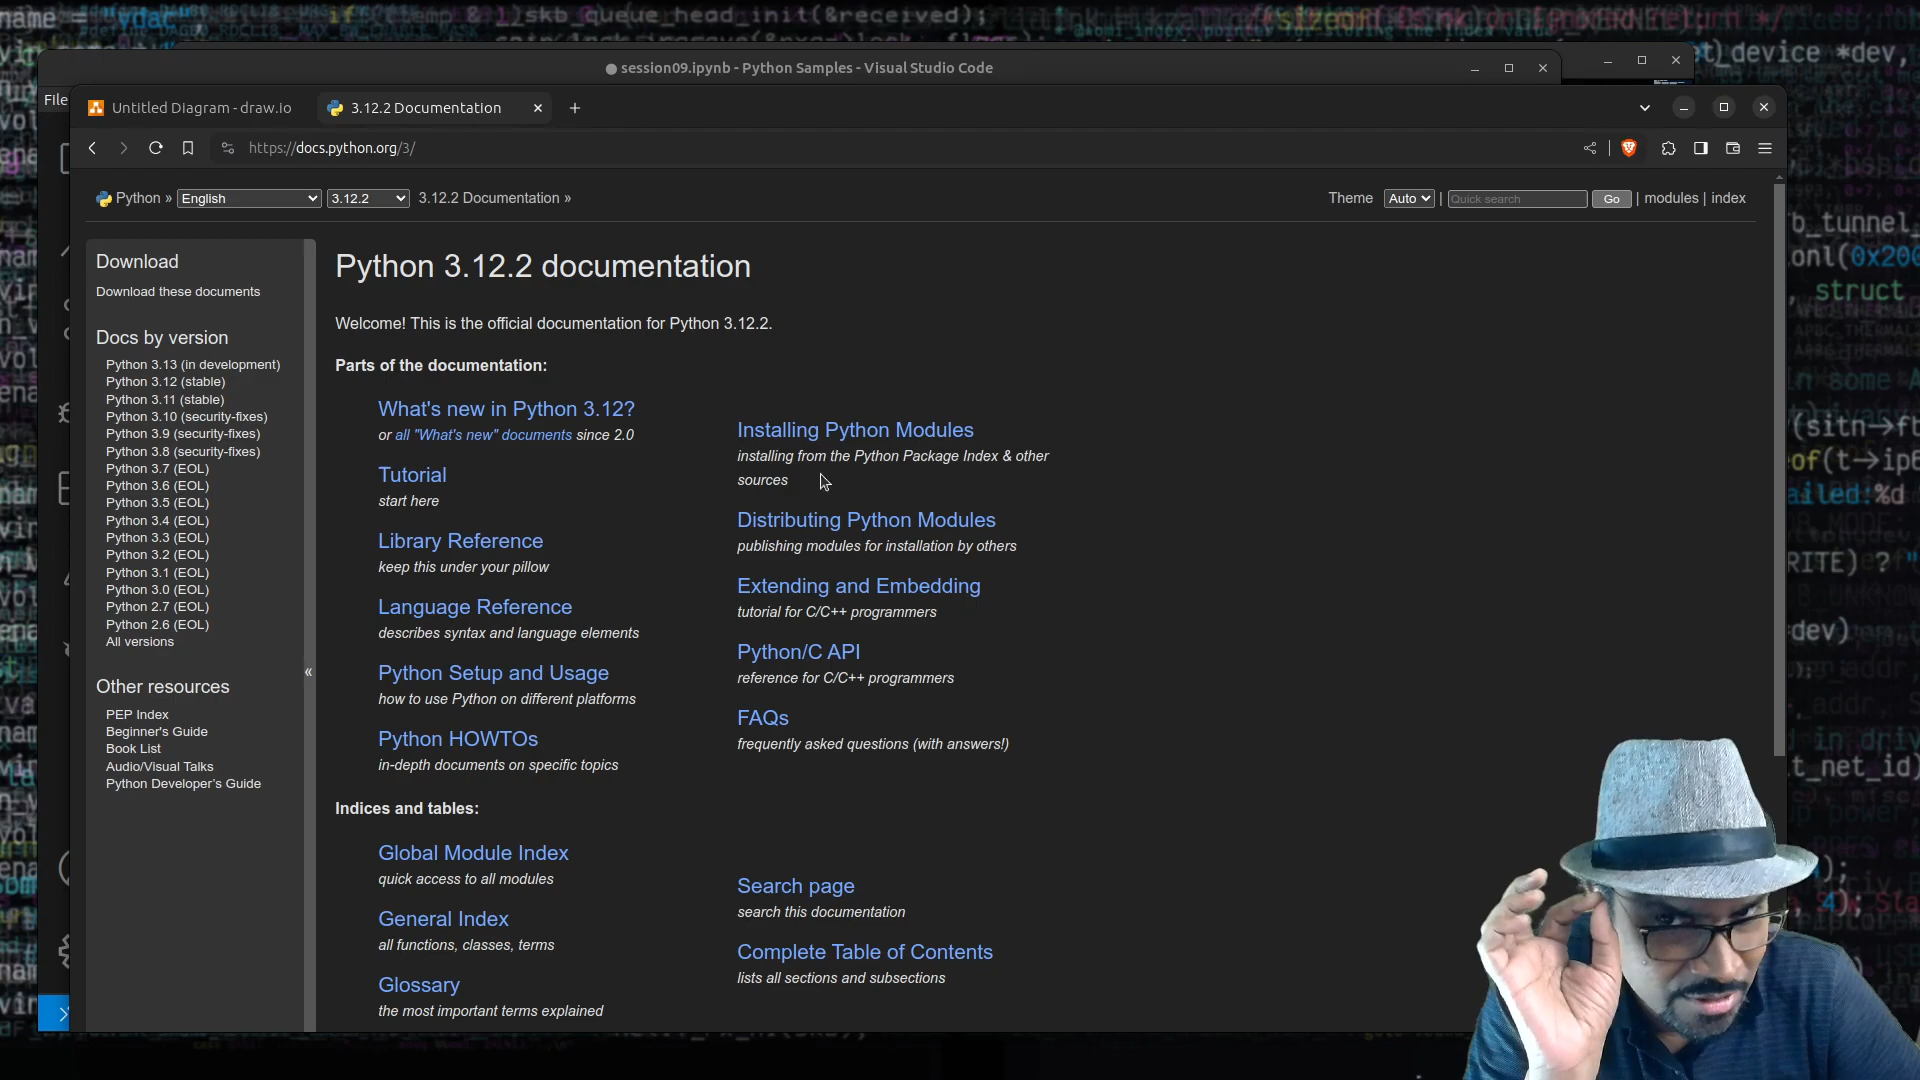 session09.ipynb - Python Samples - Visual Studio Code
File
Untitled Diagram - draw.io
3.12.2 Documentation
https://docs.python.org/3/
Python » English 3.12.2 3.12.2 Documentation »
Theme Auto | Quick search Go | modules | index
Download
Download these documents
Docs by version
Python 3.13 (in development)
Python 3.12 (stable)
Python 3.11 (stable)
Python 3.10 (security-fixes)
Python 3.9 (security-fixes)
Python 3.8 (security-fixes)
Python 3.7 (EOL)
Python 3.6 (EOL)
Python 3.5 (EOL)
Python 3.4 (EOL)
Python 3.3 (EOL)
Python 3.2 (EOL)
Python 3.1 (EOL)
Python 3.0 (EOL)
Python 2.7 (EOL)
Python 2.6 (EOL)
All versions
Other resources
PEP Index
Beginner's Guide
Book List
Audio/Visual Talks
Python Developer's Guide
«
Python 3.12.2 documentation
Welcome! This is the official documentation for Python 3.12.2.
Parts of the documentation:
What's new in Python 3.12?
or all "What's new" documents since 2.0
Tutorial
start here
Library Reference
keep this under your pillow
Language Reference
describes syntax and language elements
Python Setup and Usage
how to use Python on different platforms
Python HOWTOs
in-depth documents on specific topics
Installing Python Modules
installing from the Python Package Index & other
sources
Distributing Python Modules
publishing modules for installation by others
Extending and Embedding
tutorial for C/C++ programmers
Python/C API
reference for C/C++ programmers
FAQs
frequently asked questions (with answers!)
Indices and tables:
Global Module Index
quick access to all modules
General Index
all functions, classes, terms
Glossary
the most important terms explained
Search page
search this documentation
Complete Table of Contents
lists all sections and subsections
skb_queue_head_init(&received);
device *dev,
b_tunnel_
struct
dev)
t_net_id)